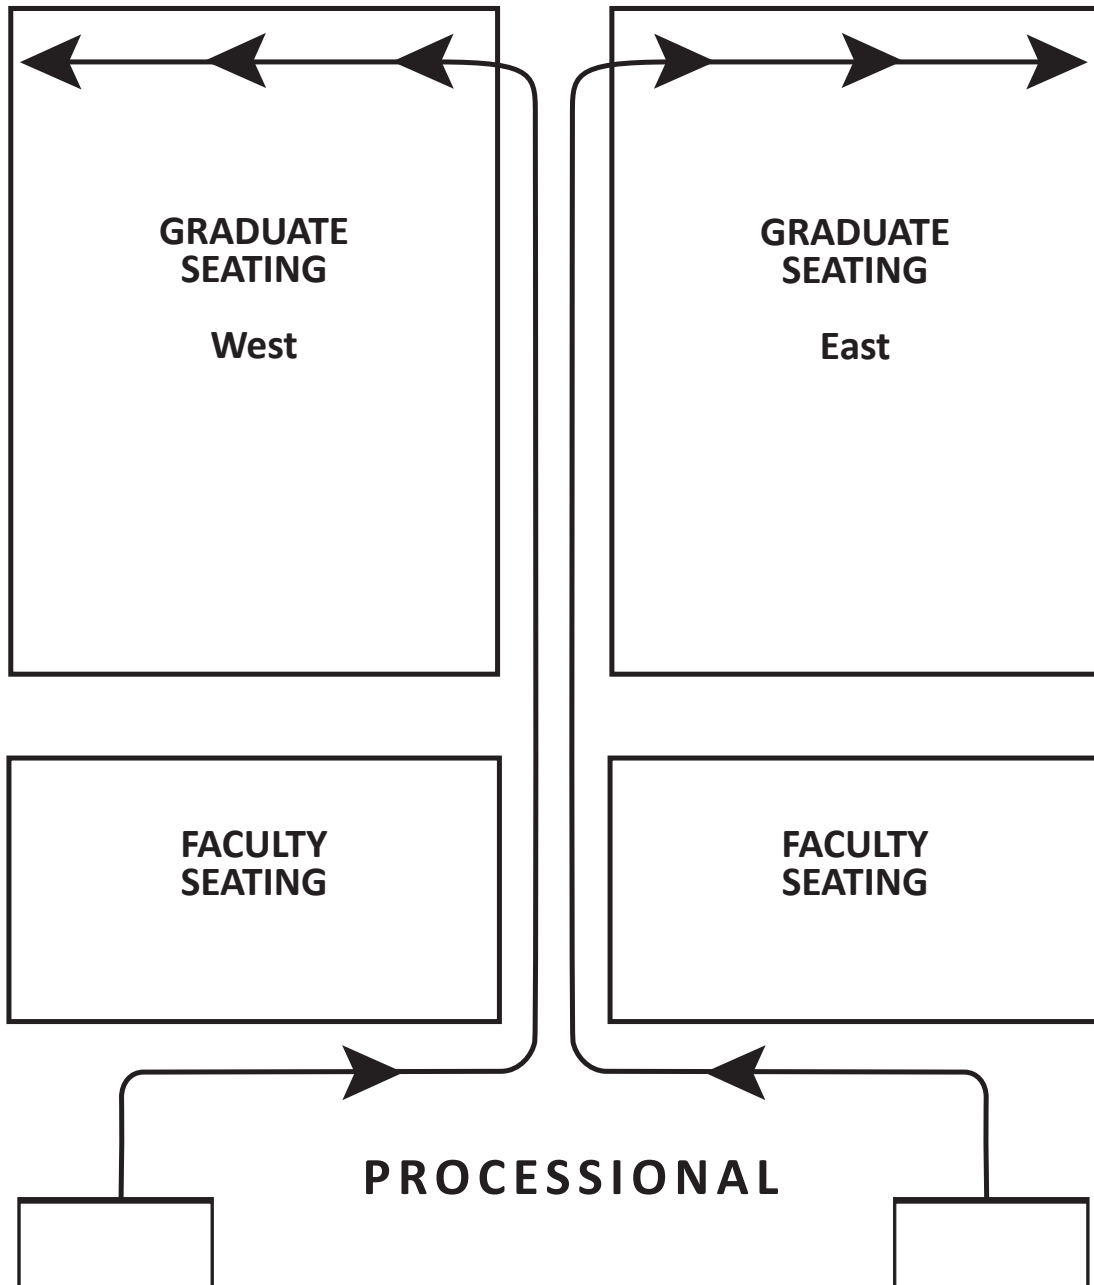 GRADUATE
SEATING
West
GRADUATE
SEATING
East
FACULTY
SEATING
FACULTY
SEATING
PROCESSIONAL